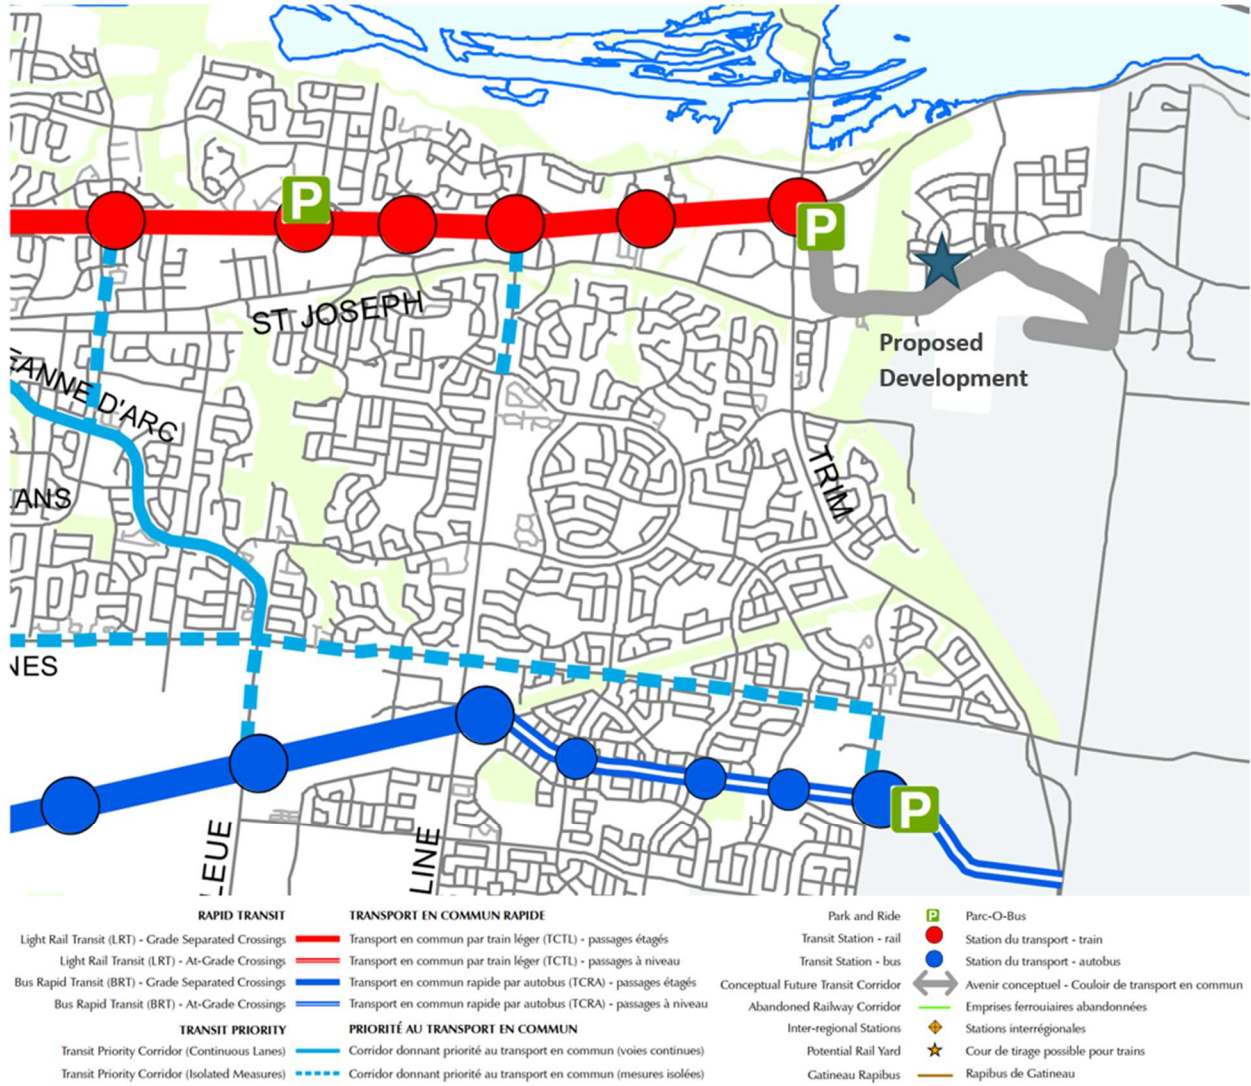 P
P
ST JOSEPH
Proposed
Development
EANNE D'ARC
TRIM
ANS
NES
P
LEUE
LINE
RAPID TRANSIT TRANSPORT EN COMMUN RAPIDE
Light Rail Transit (LRT) - Grade Separated Crossings Transport en commun par train léger (TCTL) - passages étagés
Light Rail Transit (LRT) - At-Grade Crossings Transport en commun par train léger (TCTL) - passages à niveau
Bus Rapid Transit (BRT) - Grade Separated Crossings Transport en commun rapide par autobus (TCRA) - passages étagés
Bus Rapid Transit (BRT) - At-Grade Crossings Transport en commun rapide par autobus (TCRA) - passages à niveau
TRANSIT PRIORITY PRIORITÉ AU TRANSPORT EN COMMUN
Transit Priority Corridor (Continuous Lanes) Corridor donnant priorité au transport en commun (voies continues)
Transit Priority Corridor (Isolated Measures) Corridor donnant priorité au transport en commun (mesures isolées)
Park and Ride P Parc-O-Bus
Transit Station - rail Station du transport - train
Transit Station - bus Station du transport - autobus
Conceptual Future Transit Corridor Avenir conceptuel - Couloir de transport en commun
Abandoned Railway Corridor Emprises ferrouiaires abandonnées
Inter-regional Stations Stations interrégionales
Potential Rail Yard Cour de tirage possible pour trains
Gatineau Rapibus Rapibus de Gatineau